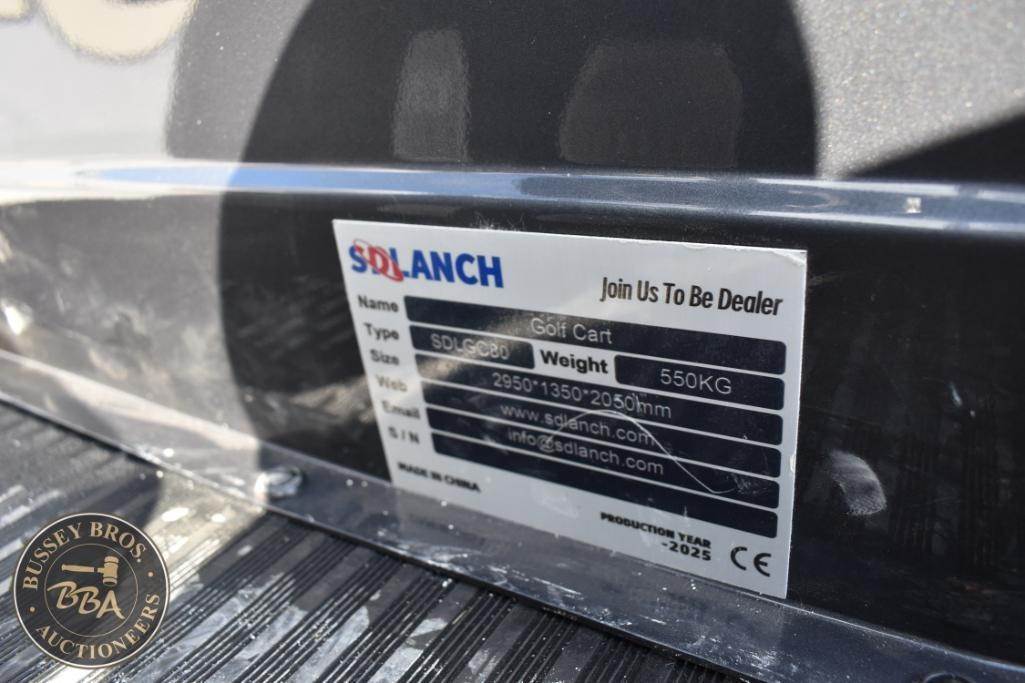 SDLANCH
Join Us To Be Dealer
Name Golf Cart
Type SDLGC80 Weight 550KG
Size 2950*1350*2050mm
Web www.sdlanch.com
Email info@sdlanch.com
S / N
MADE IN CHINA
PRODUCTION YEAR
-2025
CE
BUSSEY BROS.
BBA
AUCTIONEERS